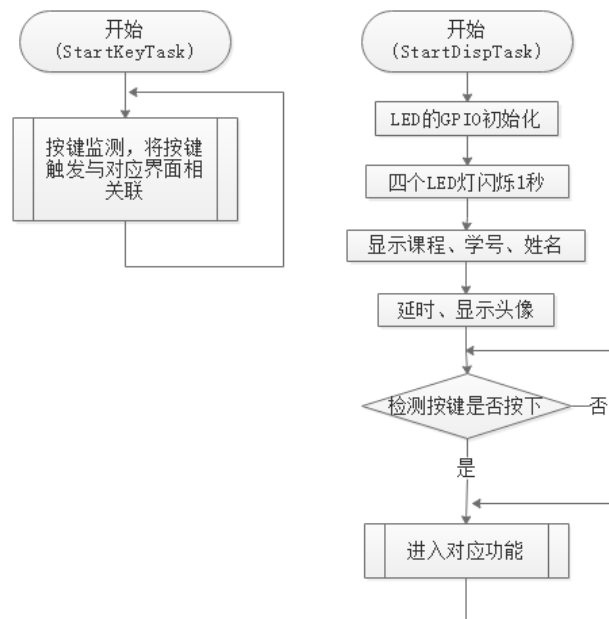 开始
(StartKeyTask)
按键监测，将按键
触发与对应界面相
关联
开始
(StartDispTask)
LED的GPIO初始化
四个LED灯闪烁1秒
显示课程、学号、姓名
延时、显示头像
检测按键是否按下
否
是
进入对应功能